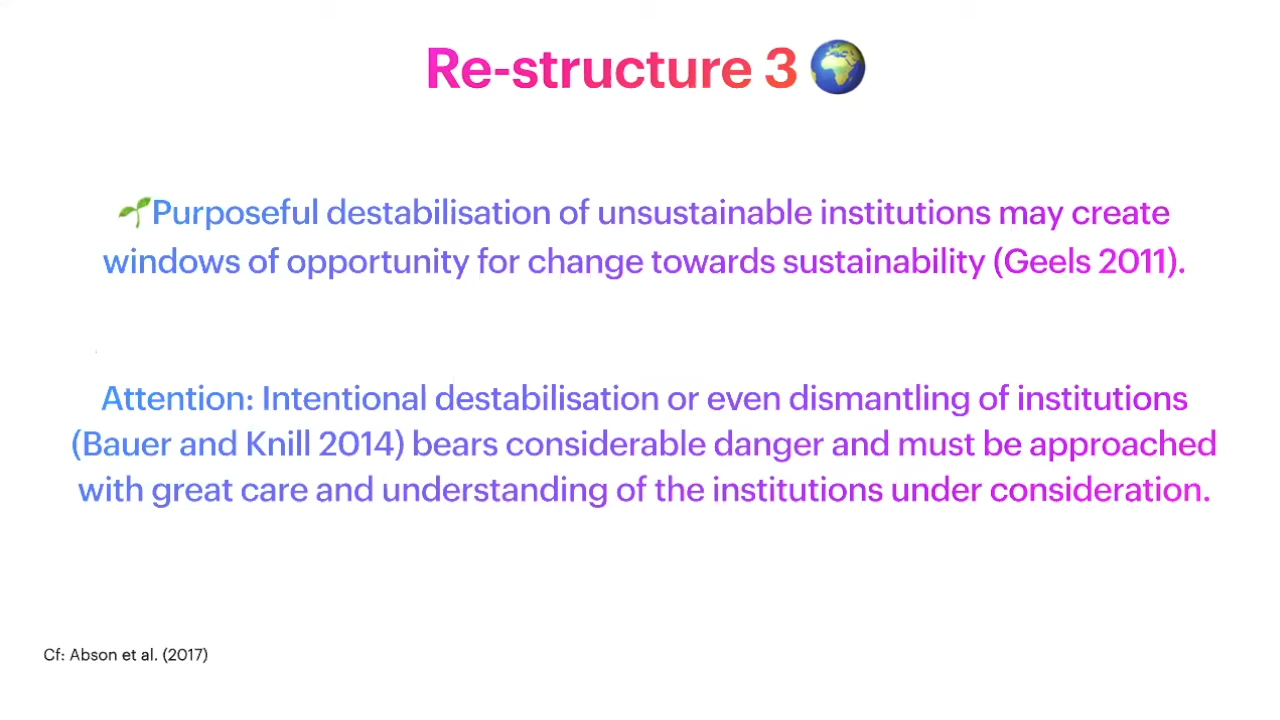 Re-structure 3 🌍
🌱Purposeful destabilisation of unsustainable institutions may create
windows of opportunity for change towards sustainability (Geels 2011).
Attention: Intentional destabilisation or even dismantling of institutions
(Bauer and Knill 2014) bears considerable danger and must be approached
with great care and understanding of the institutions under consideration.
Cf: Abson et al. (2017)